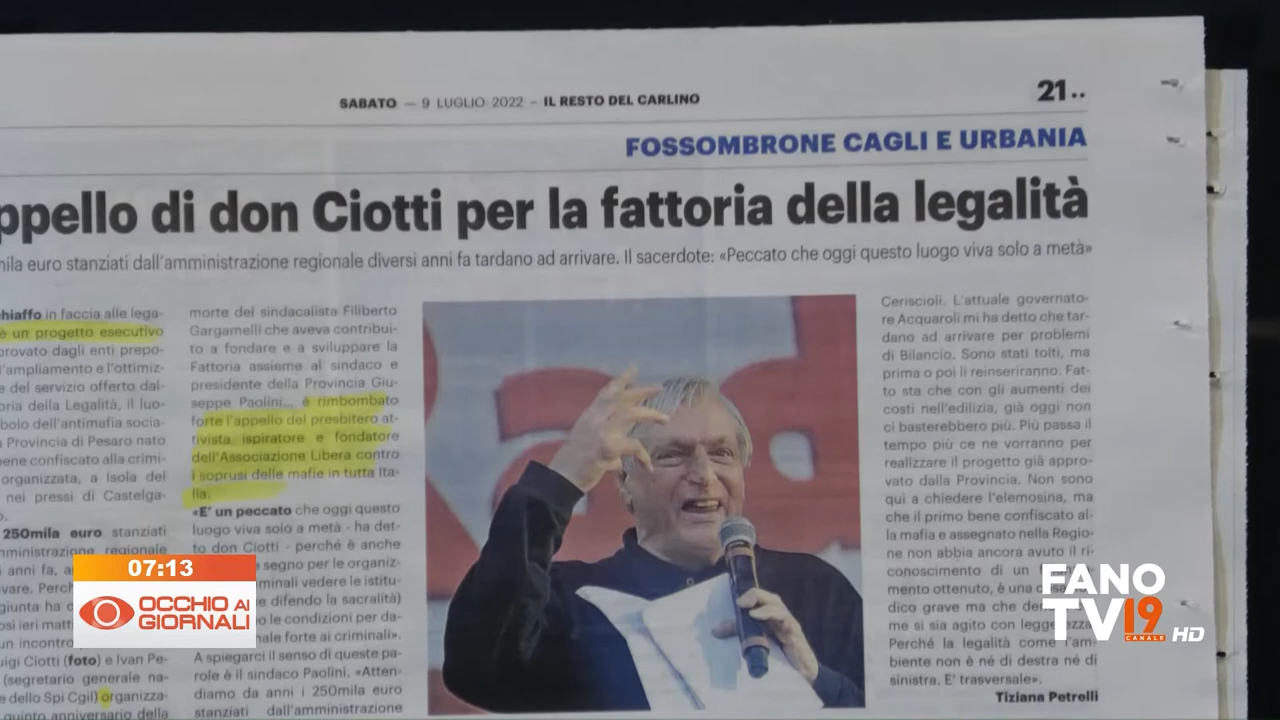 SABATO — 9 LUGLIO 2022 – IL RESTO DEL CARLINO
21..
FOSSOMBRONE CAGLI E URBANIA
ppello di don Ciotti per la fattoria della legalità
mila euro stanziati dall'amministrazione regionale diversi anni fa tardano ad arrivare. Il sacerdote: «Peccato che oggi questo luogo viva solo a metà»
hiaffo in faccia alle lega-
è un progetto esecutivo
provato dagli enti prepo-
l'ampliamento e l'ottimiz-
e del servizio offerto dal-
oria della Legalità, il luo-
bolo dell'antimafia socia-
a Provincia di Pesaro nato
bene confiscato alla crimi-
organizzata, a Isola del
nei pressi di Castelga-
o.
250mila euro stanziati
mministrazione regionale
anni fa, a
vare. Perch
giunta ha c
osì ieri matt
un incontro
uigi Ciotti (foto) e Ivan Pe-
(segretario generale na-
e dello Spi Cgil) organizza-
quinto anniversario della
morte del sindacalista Filiberto
Gargamelli che aveva contribui-
to a fondare e a sviluppare la
Fattoria assieme al sindaco e
presidente della Provincia Giu-
seppe Paolini... è rimbombato
forte l'appello del presbitero at-
tivista ispiratore e fondatore
dell'Associazione Libera contro
i soprusi delle mafie in tutta Ita-
lia.
«E' un peccato che oggi questo
luogo viva solo a metà - ha det-
to don Ciotti - perché è anche
segno per le organiz-
iminali vedere le istitu-
e difendo la sacralità)
no le condizioni per da-
nale forte ai criminali».
A spiegarci il senso di queste pa-
role è il sindaco Paolini. «Atten-
diamo da anni i 250mila euro
stanziati dall'amministrazione
Ceriscioli. L'attuale governato-
re Acquaroli mi ha detto che tar-
dano ad arrivare per problemi
di Bilancio. Sono stati tolti, ma
prima o poi li reinseriranno. Fat-
to sta che con gli aumenti dei
costi nell'edilizia, già oggi non
ci basterebbero più. Più passa il
tempo più ce ne vorranno per
realizzare il progetto già appro-
vato dalla Provincia. Non sono
qui a chiedere l'elemosina, ma
che il primo bene confiscato al-
la mafia e assegnato nella Regio-
ne non abbia ancora avuto il ri-
conoscimento di un
mento ottenuto, è una
dico grave ma che
me si sia agito con
Perché la legalità come l'am-
biente non è né di destra né di
sinistra. E' trasversale».
Tiziana Petrelli
07:13
OCCHIO AI
GIORNALI
FANO
TV19
CANALE
HD